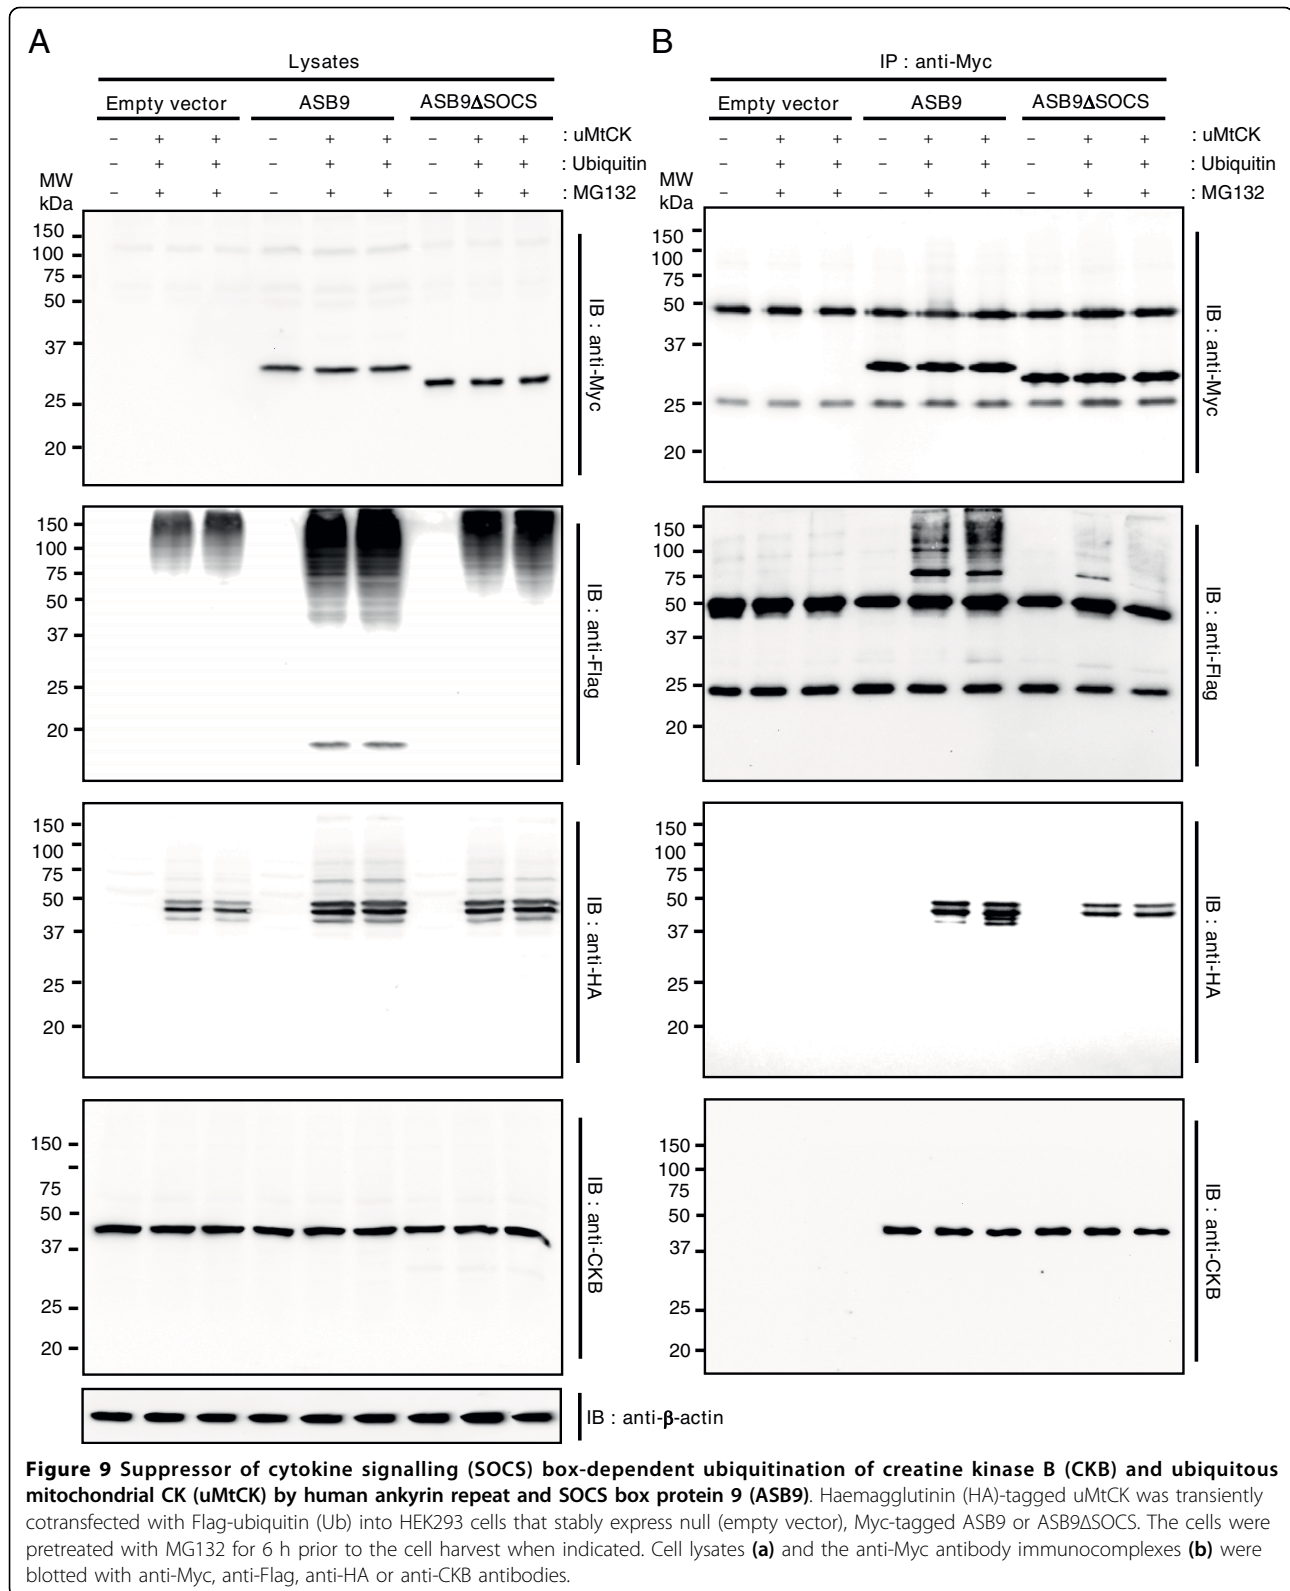 A
Lysates
Empty vector ASB9 ASB9ΔSOCS
– + + – + + – + + : uMtCK
– + + – + + – + + : Ubiquitin
– + + – + + – + + : MG132
MW
kDa
150
100
75
50
37
25
20
IB : anti-Myc
150
100
75
50
37
25
20
IB : anti-Flag
150
100
75
50
37
25
20
IB : anti-HA
150
75
50
37
25
20
IB : anti-CKB
IB : anti-β-actin
B
IP : anti-Myc
Empty vector ASB9 ASB9ΔSOCS
– + + – + + – + + : uMtCK
– + + – + + – + + : Ubiquitin
– + + – + + – + + : MG132
MW
kDa
150
100
75
50
37
25
20
IB : anti-Myc
150
100
75
50
37
25
20
IB : anti-Flag
150
100
75
50
37
25
20
IB : anti-HA
150
100
75
50
37
25
20
IB : anti-CKB
Figure 9 Suppressor of cytokine signalling (SOCS) box-dependent ubiquitination of creatine kinase B (CKB) and ubiquitous
mitochondrial CK (uMtCK) by human ankyrin repeat and SOCS box protein 9 (ASB9). Haemagglutinin (HA)-tagged uMtCK was transiently
cotransfected with Flag-ubiquitin (Ub) into HEK293 cells that stably express null (empty vector), Myc-tagged ASB9 or ASB9ΔSOCS. The cells were
pretreated with MG132 for 6 h prior to the cell harvest when indicated. Cell lysates (a) and the anti-Myc antibody immunocomplexes (b) were
blotted with anti-Myc, anti-Flag, anti-HA or anti-CKB antibodies.